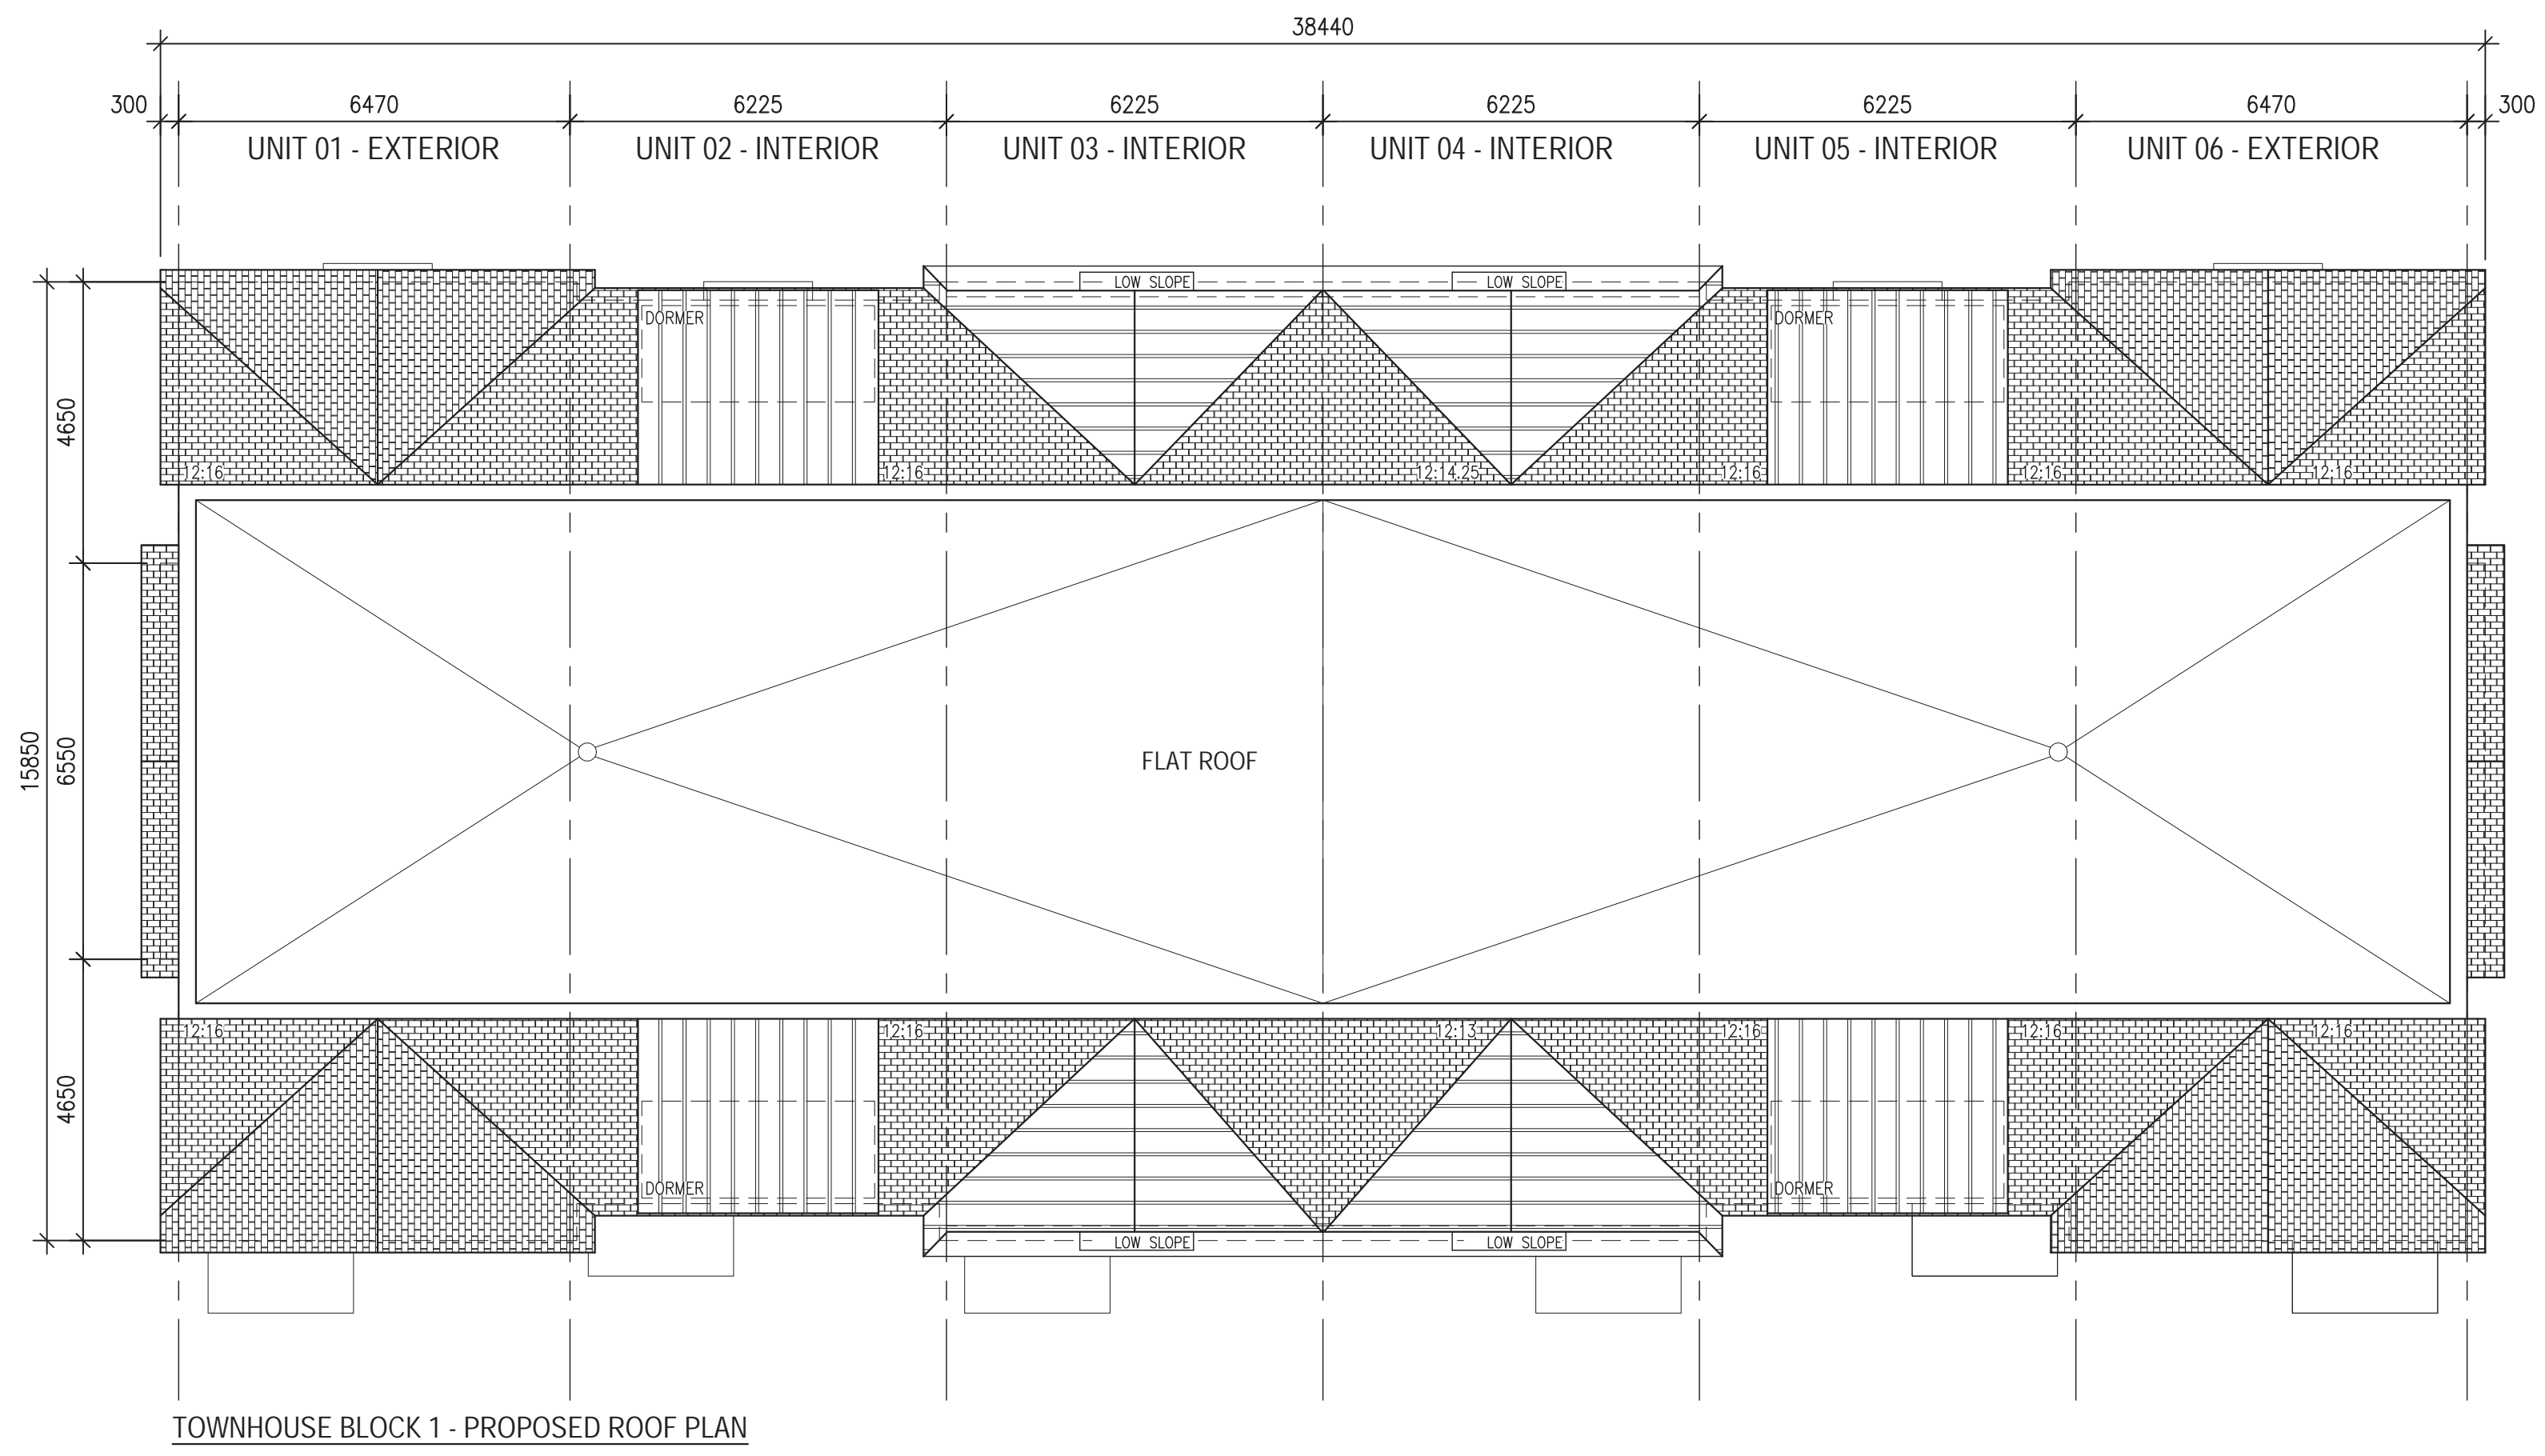 38440
300
6470
6225
6225
6225
6225
6470
300
UNIT 01 - EXTERIOR
UNIT 02 - INTERIOR
UNIT 03 - INTERIOR
UNIT 04 - INTERIOR
UNIT 05 - INTERIOR
UNIT 06 - EXTERIOR
LOW SLOPE
LOW SLOPE
DORMER
DORMER
4650
12:16
12:16
12:14.25
12:16
12:16
12:16
15850
6550
FLAT ROOF
12:16
12:16
12:13
12:16
12:16
12:16
4650
DORMER
DORMER
LOW SLOPE
LOW SLOPE
TOWNHOUSE BLOCK 1 - PROPOSED ROOF PLAN